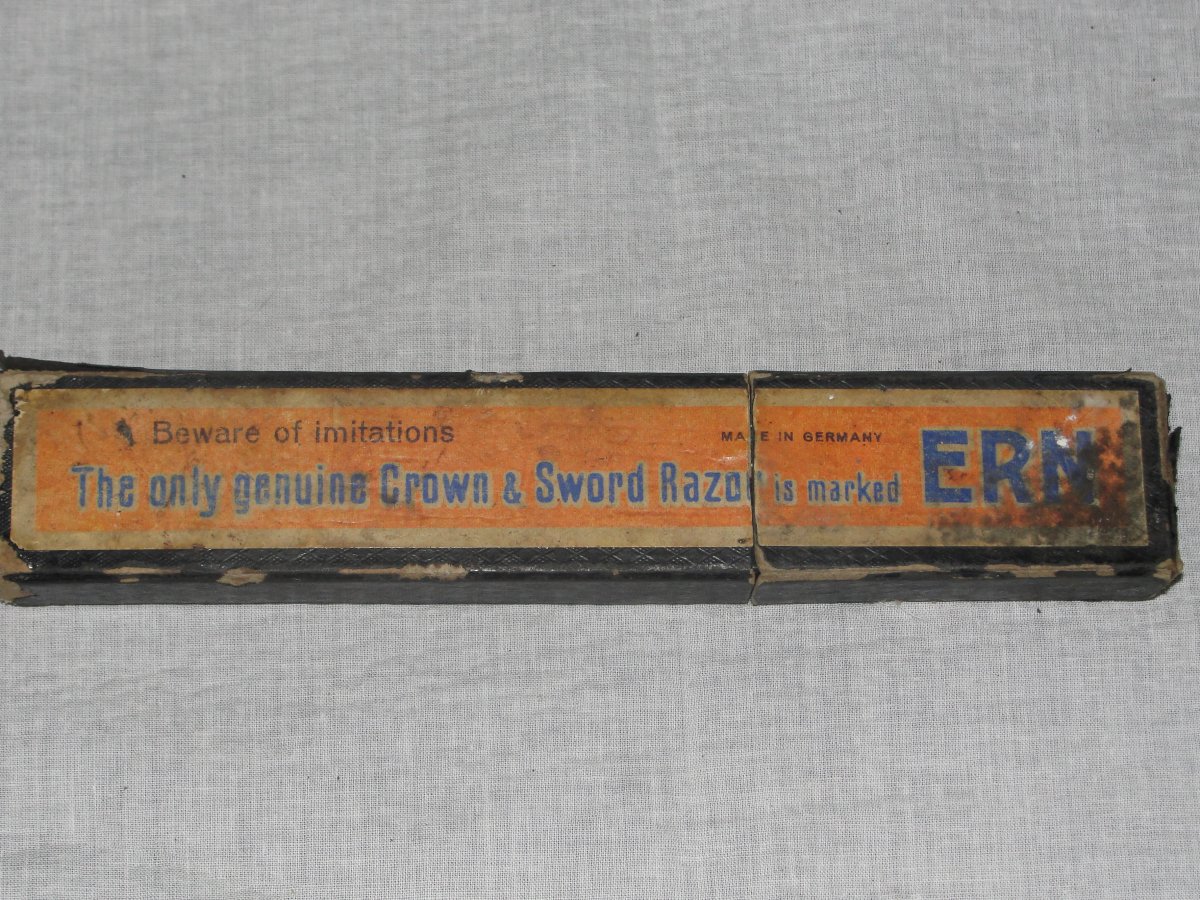 Beware of imitations
MADE IN GERMANY
The only genuine Crown & Sword Razor is marked ERN